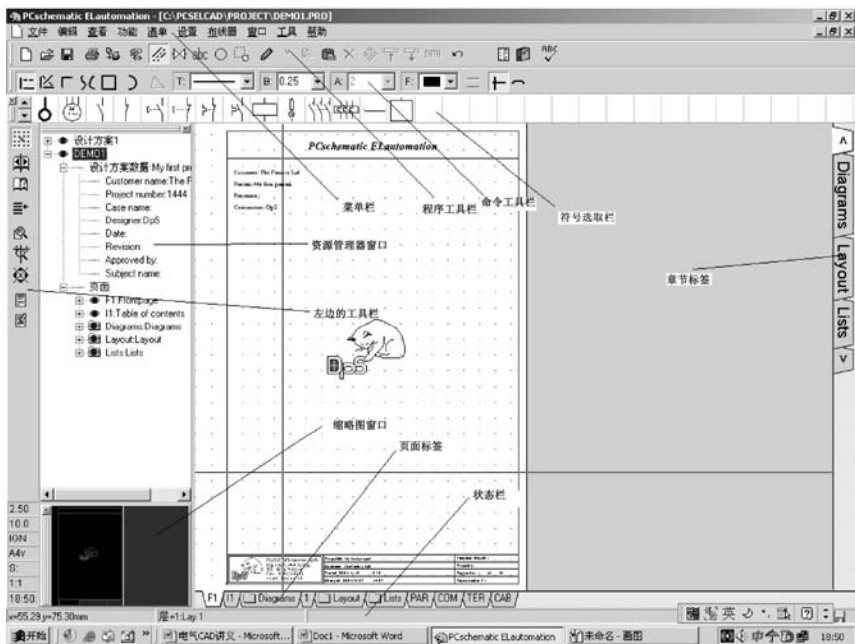 PCschematic ELautomation - [C:\PCSELCAD\PROJECT\DEMO1.PRO]
文件 编辑 查看 功能 清单 设置 布线器 窗口 工具 帮助
abc
ABC
T: B: 0.25 A: 2 F:
设计方案1
DEMO1
设计方案数据 My first pr
Customer name:The F
Project number:1444
Case name:
Designer:DpS
Date:
Revision:
Approved by:
Subject name:
页面
F1:Frontpage
I1:Table of contents
Diagrams:Diagrams
Layout:Layout
Lists:Lists
PCschematic ELautomation
菜单栏
程序工具栏
命令工具栏
符号选取栏
资源管理器窗口
章节标签
左边的工具栏
DpS
缩略图窗口
页面标签
状态栏
Diagrams
Layout
Lists
2.50
10.0
IGN
A4v
S:
1:1
18:50:
F1 I1 Diagrams 1 Layout Lists PAR COM TER CAB
x=55.29 y=75.30mm 层=1:Lay 1
英
开始 电气CAD讲义 - Microsoft... Doc1 - Microsoft Word PCschematic ELautomation 未命名 - 画图 18:50